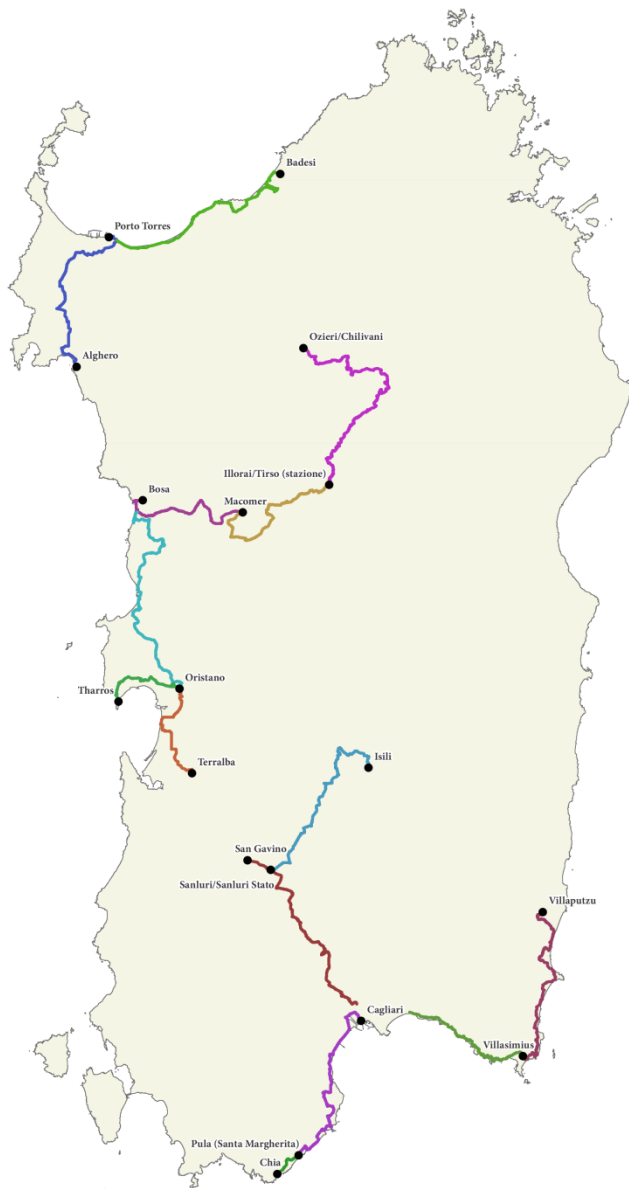 Badesi
Porto Torres
Ozieri/Chilivani
Alghero
Illorai/Tirso (stazione)
Bosa
Macomer
Oristano
Tharros
Isili
Terralba
San Gavino
Sanluri/Sanluri Stato
Villaputzu
Cagliari
Villasimius
Pula (Santa Margherita)
Chia